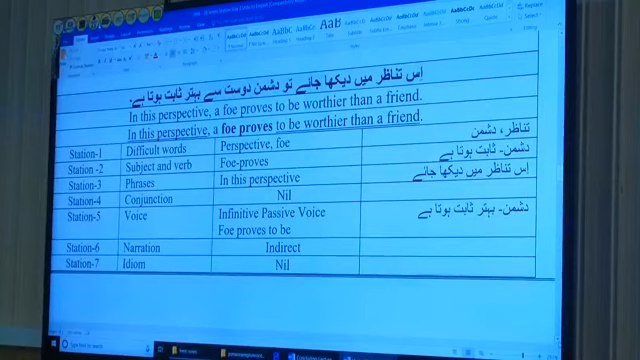 اِس تناظر میں دیکھا جائے تو دشمن دوست سے بہتر ثابت ہوتا ہے۔
In this perspective, a foe proves to be worthier than a friend.
In this perspective, a foe proves to be worthier than a friend.
Station-1 Difficult words Perspective, foe تناظر، دشمن
Station -2 Subject and verb Foe-proves دشمن- ثابت ہوتا ہے
Station-3 Phrases In this perspective اِس تناظر میں دیکھا جائے
Station-4 Conjunction Nil
Station-5 Voice Infinitive Passive Voice دشمن- بہتر ثابت ہوتا ہے
Foe proves to be
Station-6 Narration Indirect
Station-7 Idiom Nil